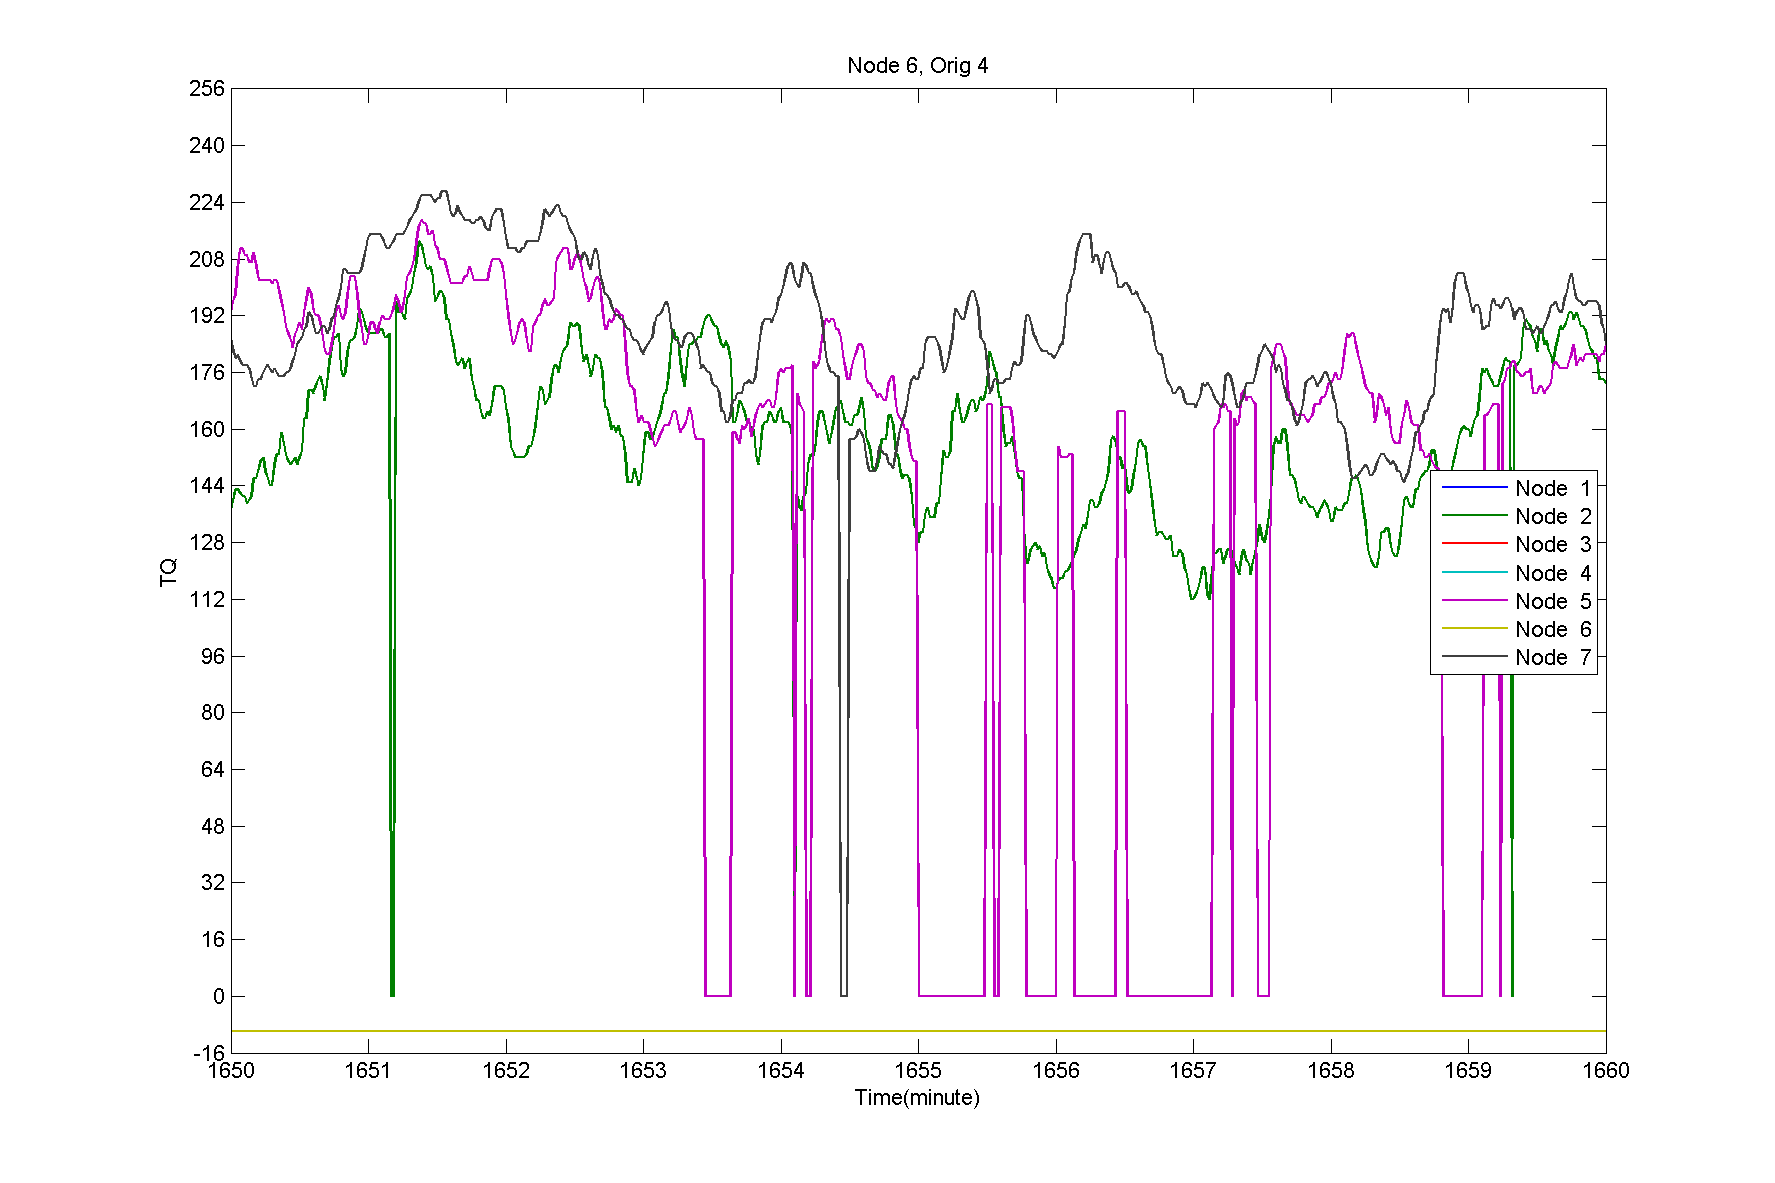 Node 6, Orig 4
256
240
224
208
192
176
160
144
128
112
96
80
64
48
32
16
0
-16
TQ
Node 1
Node 2
Node 3
Node 4
Node 5
Node 6
Node 7
1650 1651 1652 1653 1654 1655 1656 1657 1658 1659 1660
Time(minute)